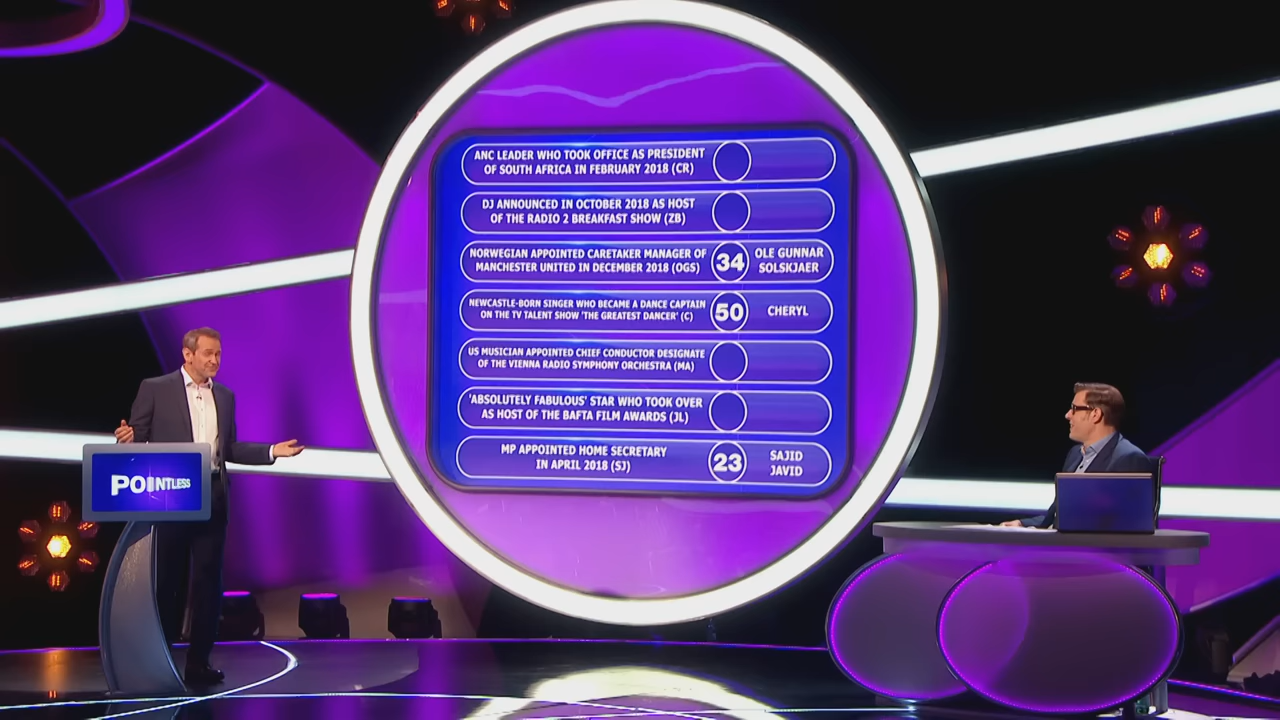 ANC LEADER WHO TOOK OFFICE AS PRESIDENT
OF SOUTH AFRICA IN FEBRUARY 2018 (CR)
DJ ANNOUNCED IN OCTOBER 2018 AS HOST
OF THE RADIO 2 BREAKFAST SHOW (ZB)
NORWEGIAN APPOINTED CARETAKER MANAGER OF
MANCHESTER UNITED IN DECEMBER 2018 (OGS)
34
OLE GUNNAR
SOLSKJAER
NEWCASTLE-BORN SINGER WHO BECAME A DANCE CAPTAIN
ON THE TV TALENT SHOW 'THE GREATEST DANCER' (C)
50
CHERYL
US MUSICIAN APPOINTED CHIEF CONDUCTOR DESIGNATE
OF THE VIENNA RADIO SYMPHONY ORCHESTRA (MA)
'ABSOLUTELY FABULOUS' STAR WHO TOOK OVER
AS HOST OF THE BAFTA FILM AWARDS (JL)
MP APPOINTED HOME SECRETARY
IN APRIL 2018 (SJ)
23
SAJID
JAVID
POINTLESS